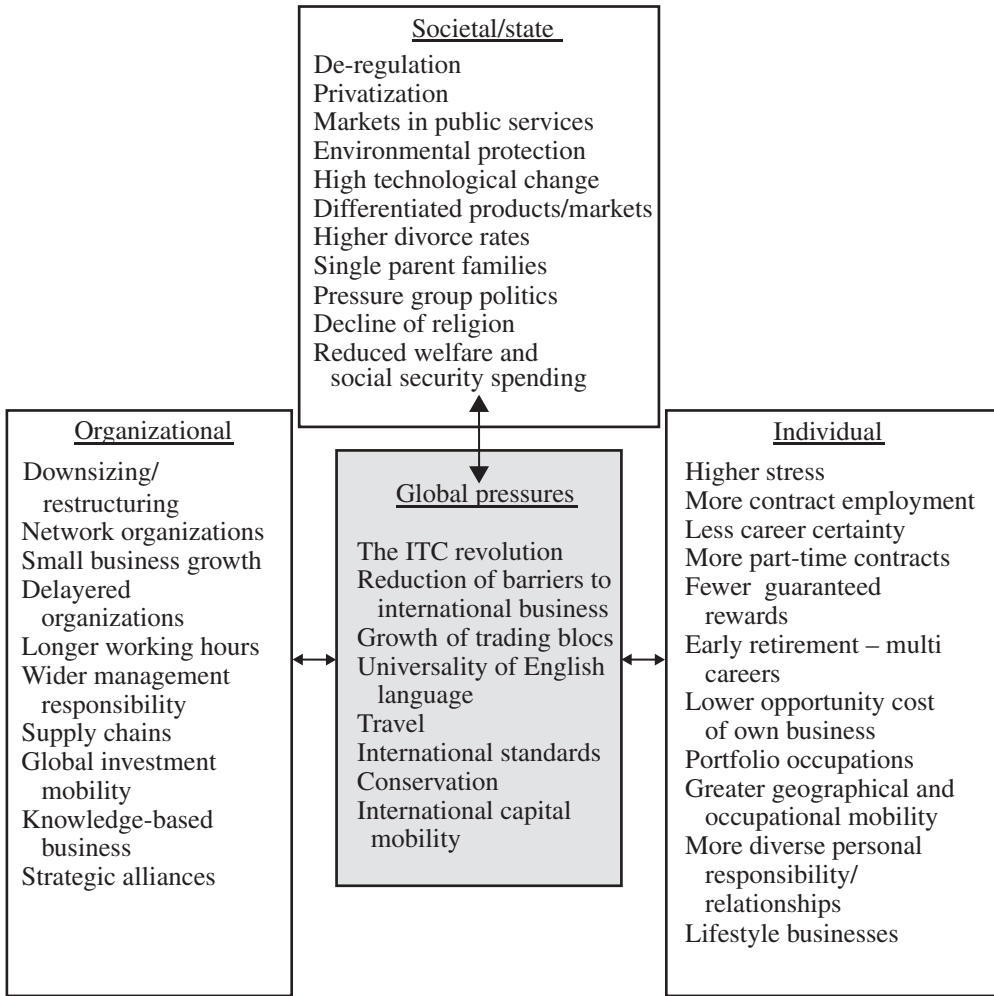 Societal/state
De-regulation
Privatization
Markets in public services
Environmental protection
High technological change
Differentiated products/markets
Higher divorce rates
Single parent families
Pressure group politics
Decline of religion
Reduced welfare and
social security spending
Organizational
Downsizing/
restructuring
Network organizations
Small business growth
Delayered
organizations
Longer working hours
Wider management
responsibility
Supply chains
Global investment
mobility
Knowledge-based
business
Strategic alliances
Global pressures
The ITC revolution
Reduction of barriers to
international business
Growth of trading blocs
Universality of English
language
Travel
International standards
Conservation
International capital
mobility
Individual
Higher stress
More contract employment
Less career certainty
More part-time contracts
Fewer guaranteed
rewards
Early retirement – multi
careers
Lower opportunity cost
of own business
Portfolio occupations
Greater geographical and
occupational mobility
More diverse personal
responsibility/
relationships
Lifestyle businesses